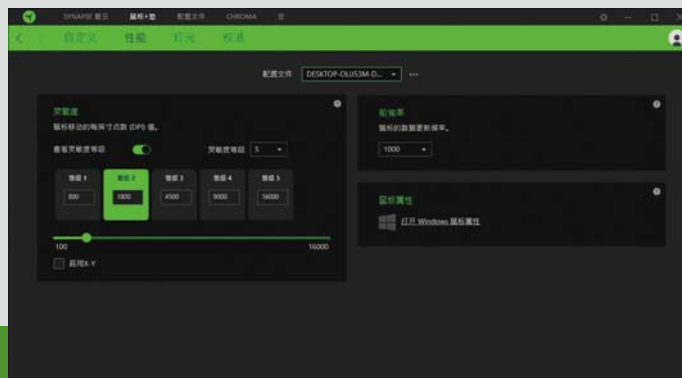 SYNAPSE 雷云 鼠标+垫 配置文件 CHROMA
自定义 性能 灯光 校准
配置文件 DESKTOP-OLUS3M-D...
灵敏度
鼠标移动的每英寸点数 (DPI) 值。
查看灵敏度等级 灵敏度等级 5
等级 1 等级 2 等级 3 等级 4 等级 5
800 1800 4500 9000 16000
100 16000
启用X-Y
轮询率
鼠标的数据更新频率。
1000
鼠标属性
打开 Windows 鼠标属性